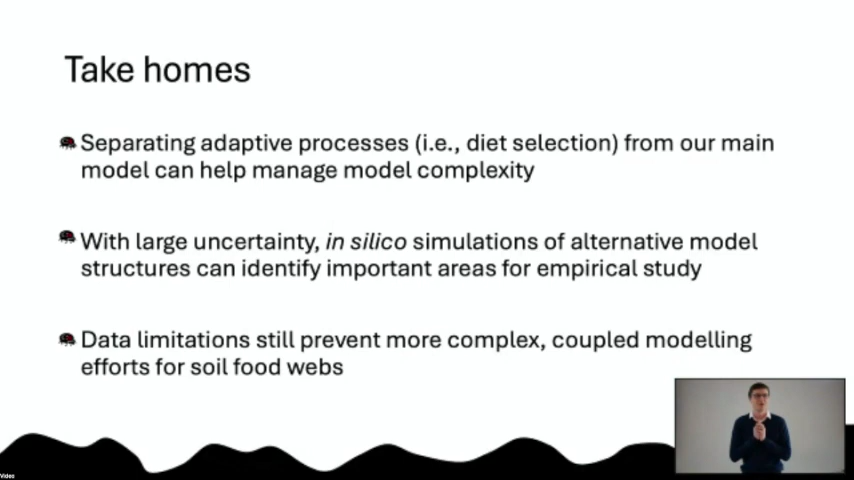 Take homes
Separating adaptive processes (i.e., diet selection) from our main
model can help manage model complexity
With large uncertainty, in silico simulations of alternative model
structures can identify important areas for empirical study
Data limitations still prevent more complex, coupled modelling
efforts for soil food webs
Video